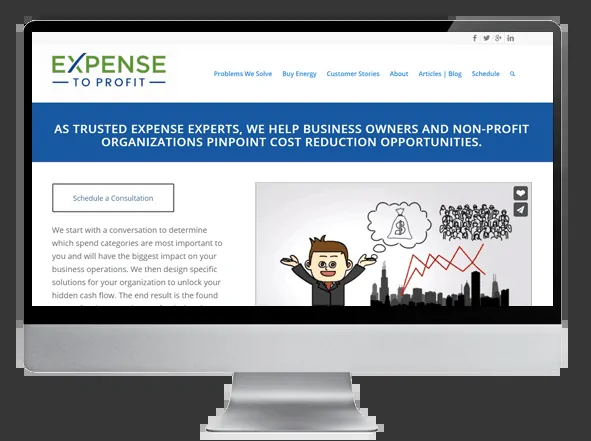 EXPENSE
TO PROFIT
Problems We Solve Buy Energy Customer Stories About Articles | Blog Schedule
AS TRUSTED EXPENSE EXPERTS, WE HELP BUSINESS OWNERS AND NON-PROFIT
ORGANIZATIONS PINPOINT COST REDUCTION OPPORTUNITIES.
Schedule a Consultation
We start with a conversation to determine
which spend categories are most important to
you and will have the biggest impact on your
business operations. We then design specific
solutions for your organization to unlock your
hidden cash flow. The end result is the found
$